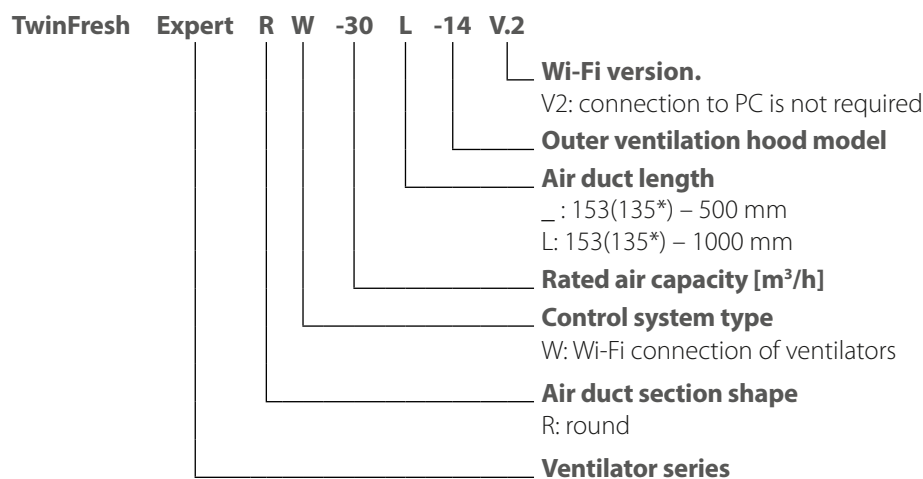 TwinFresh Expert R W -30 L -14 V.2
Wi-Fi version.
V2: connection to PC is not required
Outer ventilation hood model
Air duct length
_ : 153(135*) – 500 mm
L: 153(135*) – 1000 mm
Rated air capacity [m³/h]
Control system type
W: Wi-Fi connection of ventilators
Air duct section shape
R: round
Ventilator series